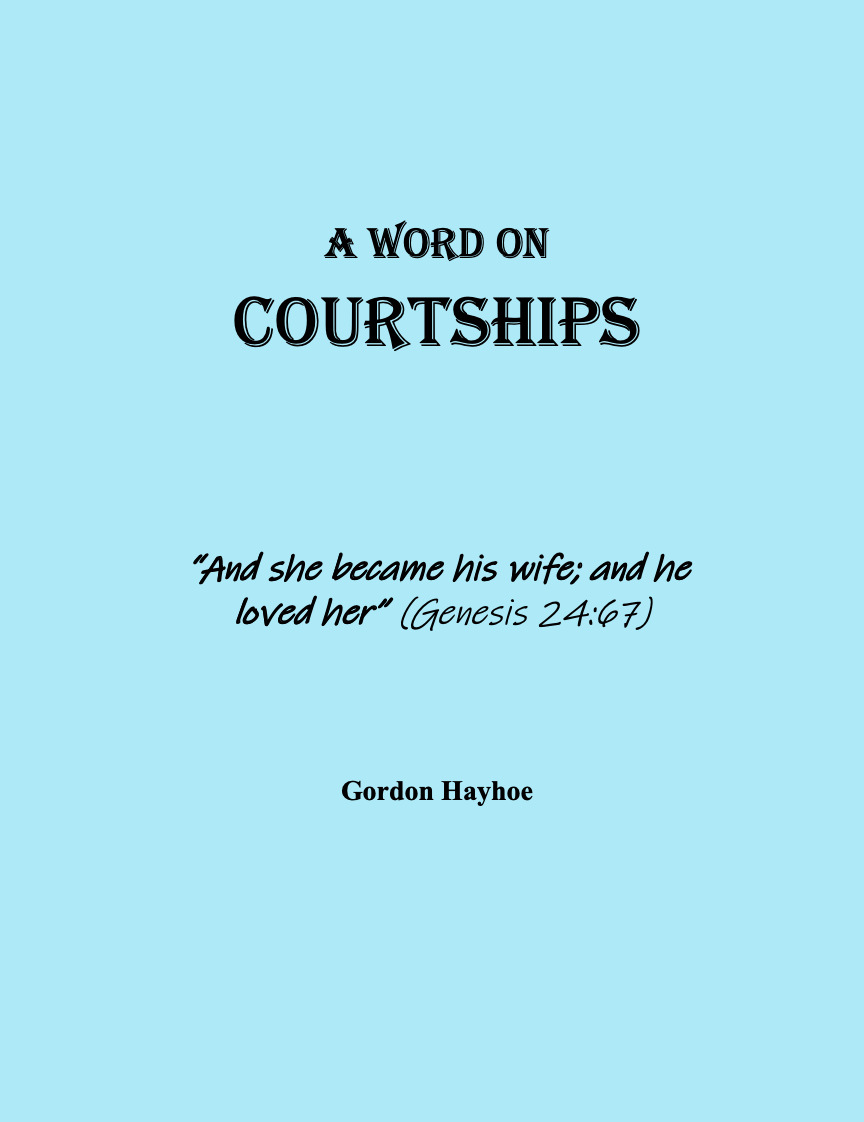 A WORD ON
COURTSHIPS
“And she became his wife; and he
loved her” (Genesis 24:67)
Gordon Hayhoe